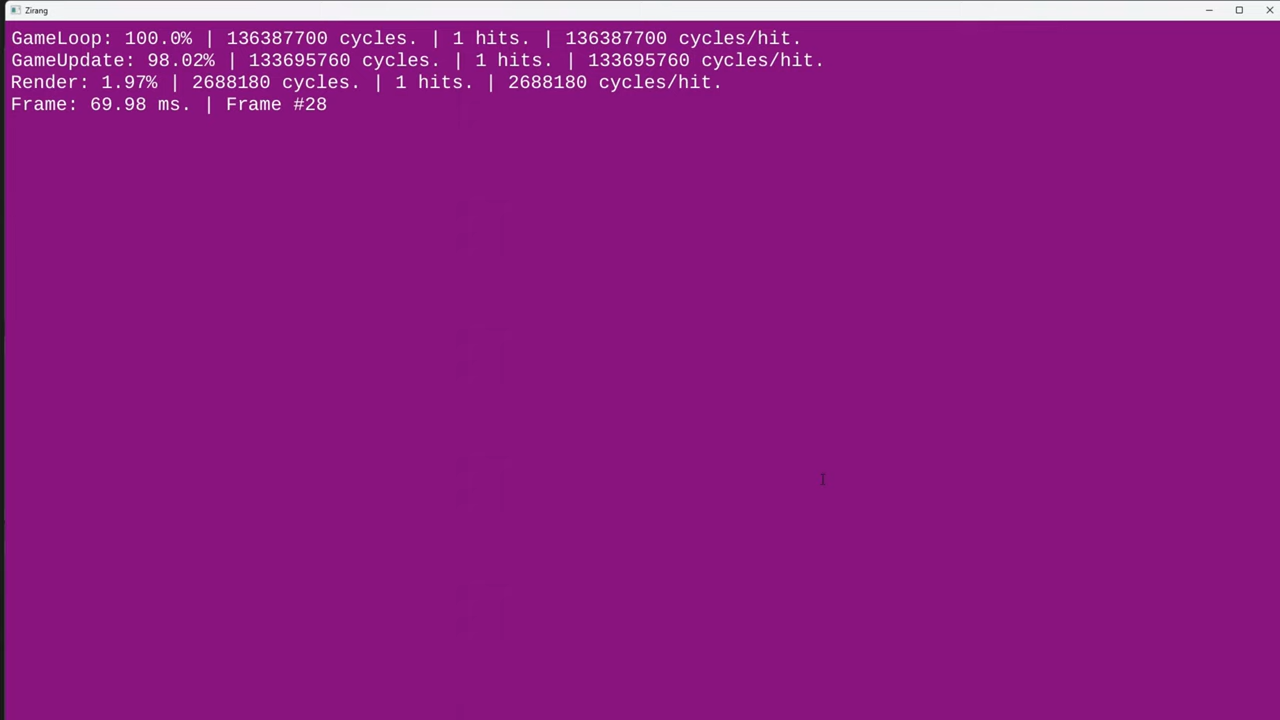 Zirang
GameLoop: 100.0% | 136387700 cycles. | 1 hits. | 136387700 cycles/hit.
GameUpdate: 98.02% | 133695760 cycles. | 1 hits. | 133695760 cycles/hit.
Render: 1.97% | 2688180 cycles. | 1 hits. | 2688180 cycles/hit.
Frame: 69.98 ms. | Frame #28